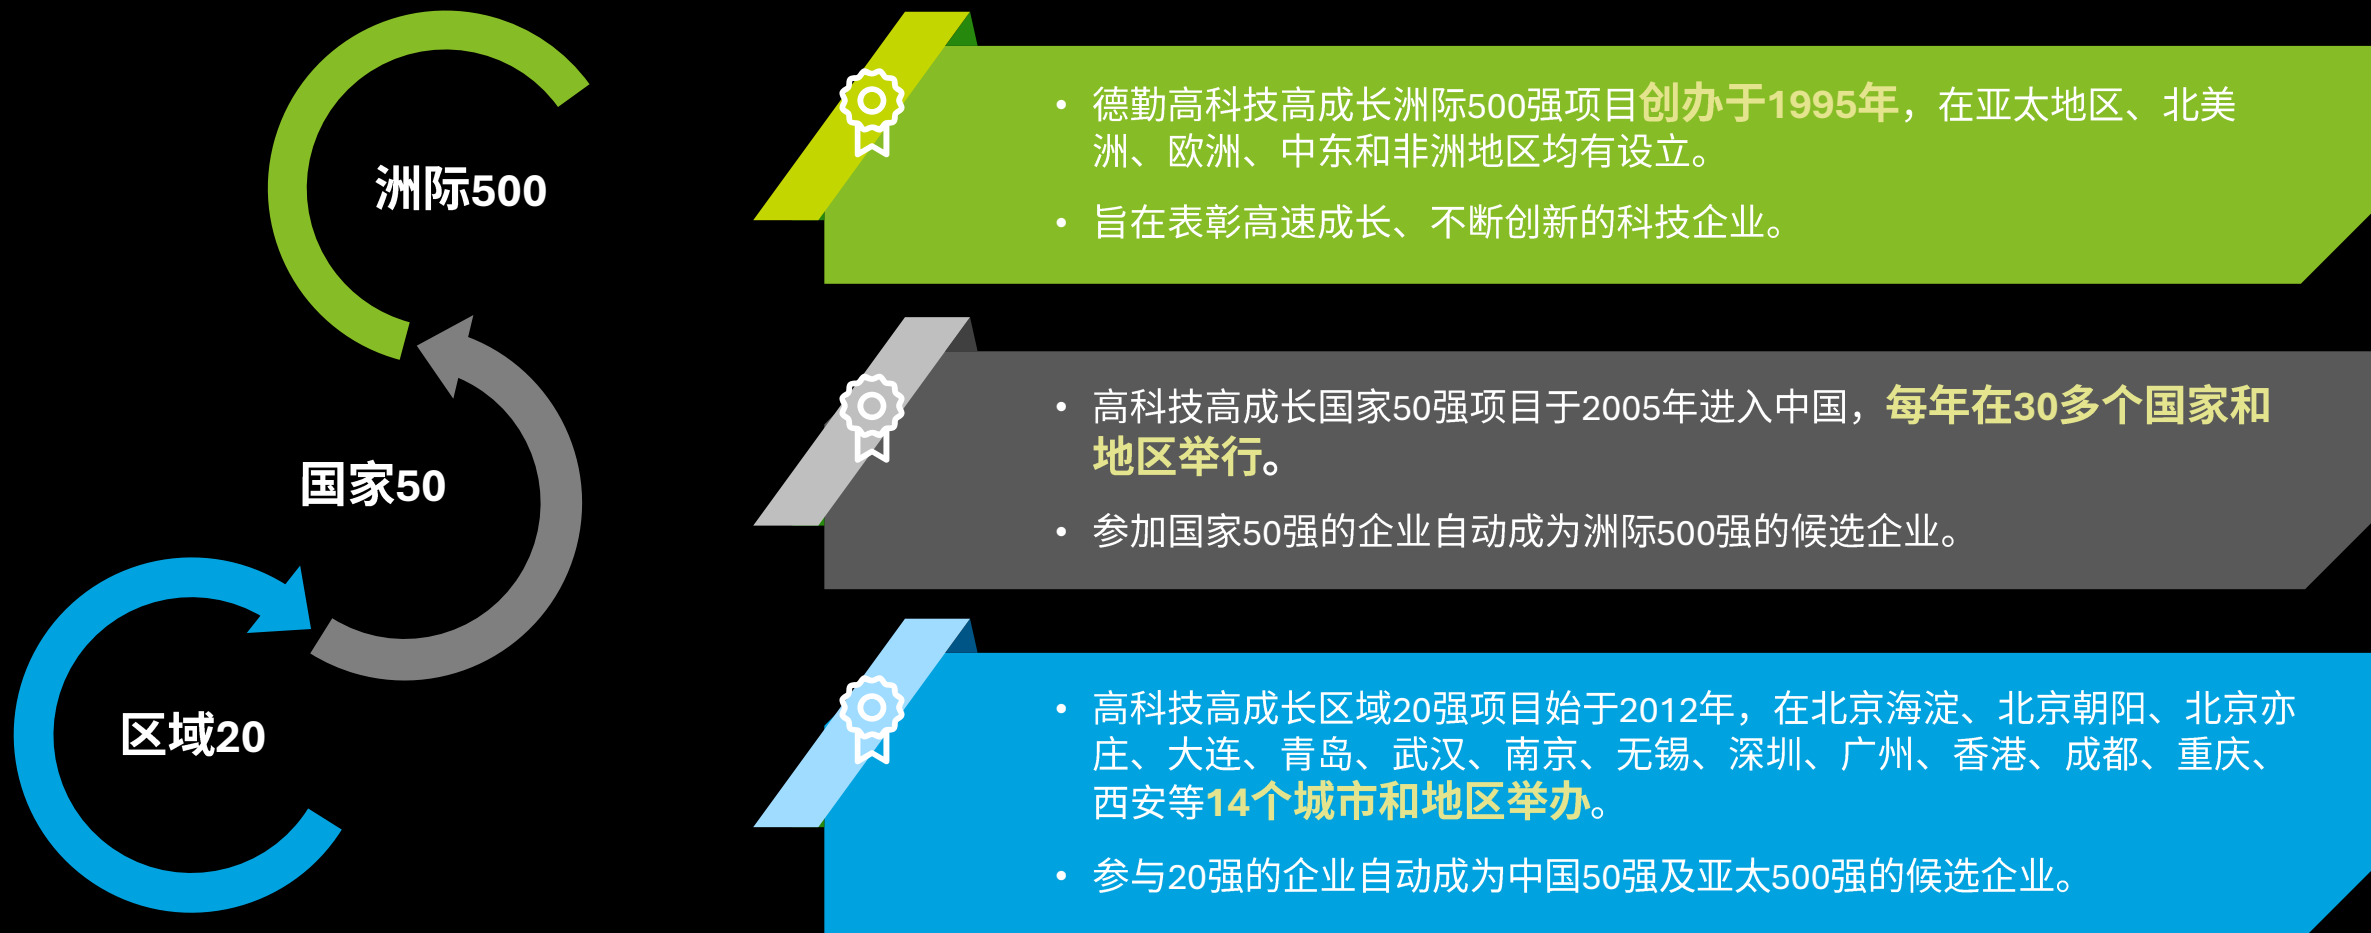 洲际500
• 德勤高科技高成长洲际500强项目创办于1995年，在亚太地区、北美
洲、欧洲、中东和非洲地区均有设立。
• 旨在表彰高速成长、不断创新的科技企业。
国家50
• 高科技高成长国家50强项目于2005年进入中国，每年在30多个国家和
地区举行。
• 参加国家50强的企业自动成为洲际500强的候选企业。
区域20
• 高科技高成长区域20强项目始于2012年，在北京海淀、北京朝阳、北京亦
庄、大连、青岛、武汉、南京、无锡、深圳、广州、香港、成都、重庆、
西安等14个城市和地区举办。
• 参与20强的企业自动成为中国50强及亚太500强的候选企业。